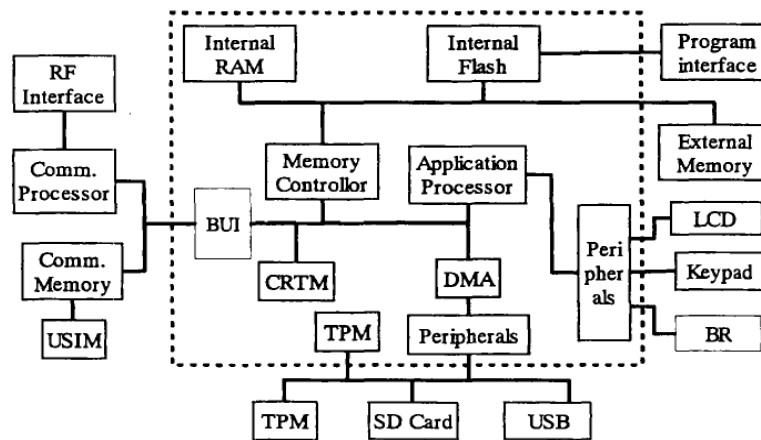 Internal
RAM
Internal
Flash
Program
interface
RF
Interface
External
Memory
Comm.
Processor
Memory
Controllor
Application
Processor
BUI
Peri
pher
als
LCD
Comm.
Memory
CRTM
DMA
Keypad
USIM
TPM
Peripherals
BR
TPM
SD Card
USB